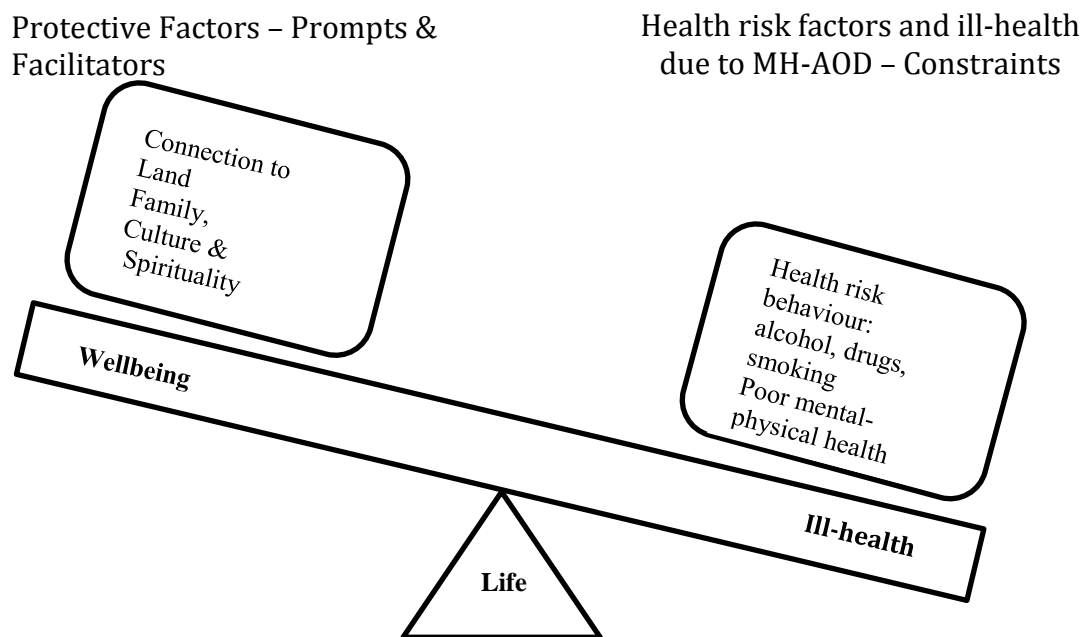 Protective Factors – Prompts &
Facilitators
Health risk factors and ill-health
due to MH-AOD – Constraints
Connection to
Land
Family,
Culture &
Spirituality
Health risk
behaviour:
alcohol, drugs,
smoking
Poor mental-
physical health
Wellbeing
Ill-health
Life